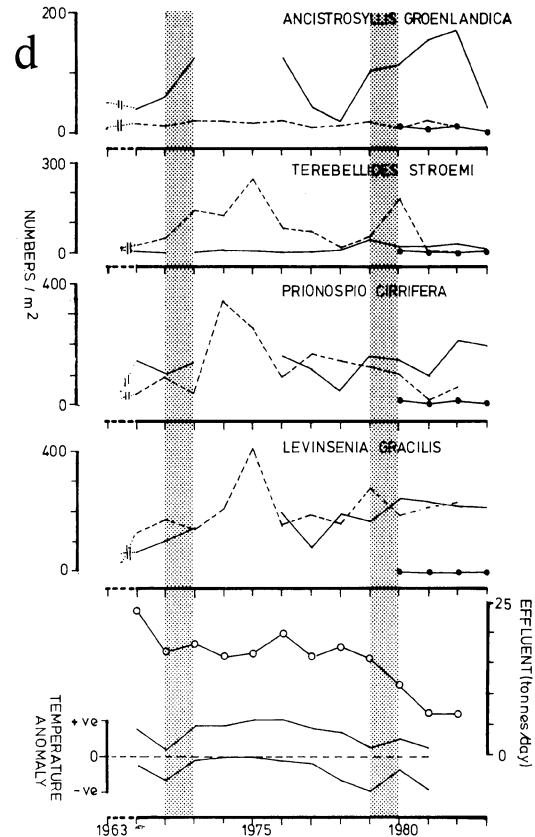 d
200
ANCISTROSYLLIS GROENLANDICA
0
300
TEREBELLIDES STROEMI
0
NUMBERS / m2
400
PRIONOSPIO CIRRIFERA
0
400
LEVINSENIA GRACILIS
0
25
EFFLUENT (tonnes/day)
0
TEMPERATURE
ANOMALY
+ve
0
-ve
1963
1975
1980